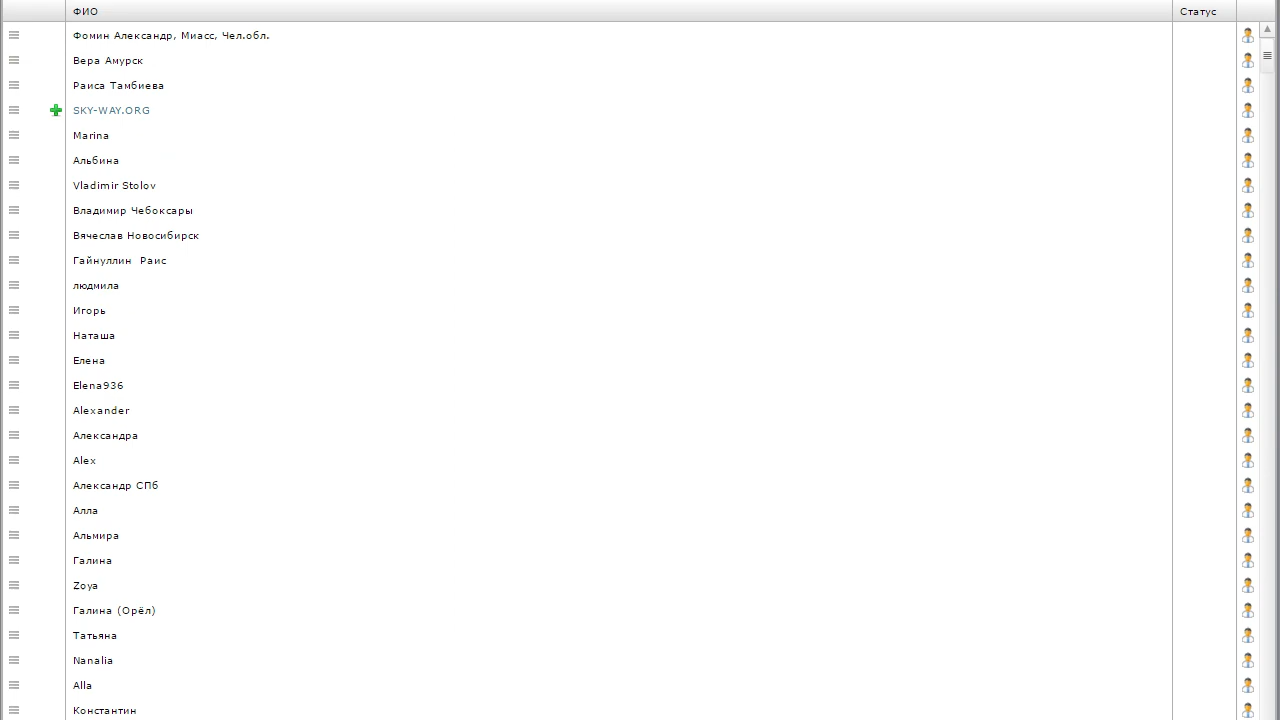 ФИО Статус
Фомин Александр, Миасс, Чел.обл.
Вера Амурск
Раиса Тамбиева
SKY-WAY.ORG
Marina
Альбина
Vladimir Stolov
Владимир Чебоксары
Вячеслав Новосибирск
Гайнуллин Раис
людмила
Игорь
Наташа
Елена
Elena936
Alexander
Александра
Alex
Александр СПб
Алла
Альмира
Галина
Zoya
Галина (Орёл)
Татьяна
Nanalia
Alla
Константин